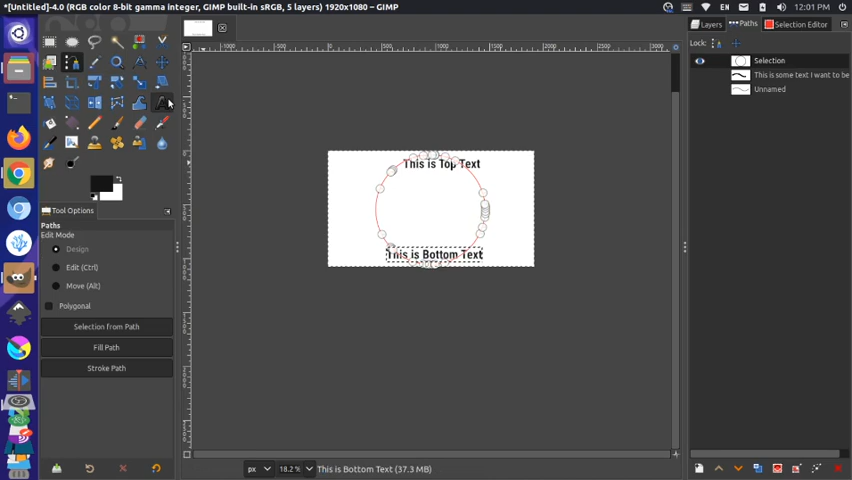 *[Untitled]-4.0 (RGB color 8-bit gamma integer, GIMP built-in sRGB, 5 layers) 1920x1080 – GIMP
12:01 PM
Layers
Paths
Selection Editor
Lock:
Selection
This is some text I want to be
Unnamed
This is Top Text
This is Bottom Text
Tool Options
Paths
Edit Mode
Design
Edit (Ctrl)
Move (Alt)
Polygonal
Selection from Path
Fill Path
Stroke Path
px
18.2 %
This is Bottom Text (37.3 MB)